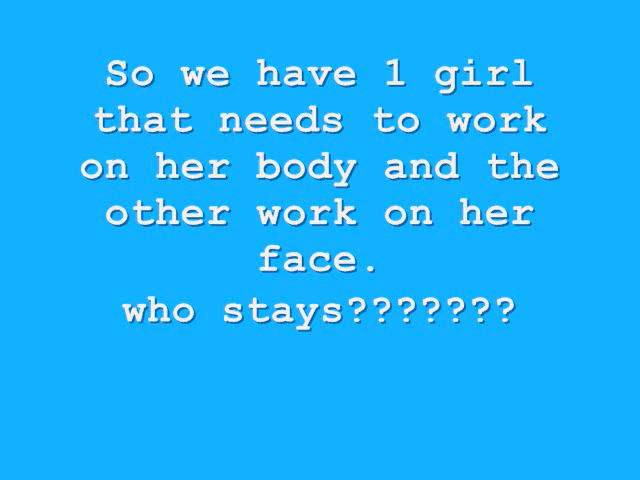 So we have 1 girl
that needs to work
on her body and the
other work on her
face.
who stays???????